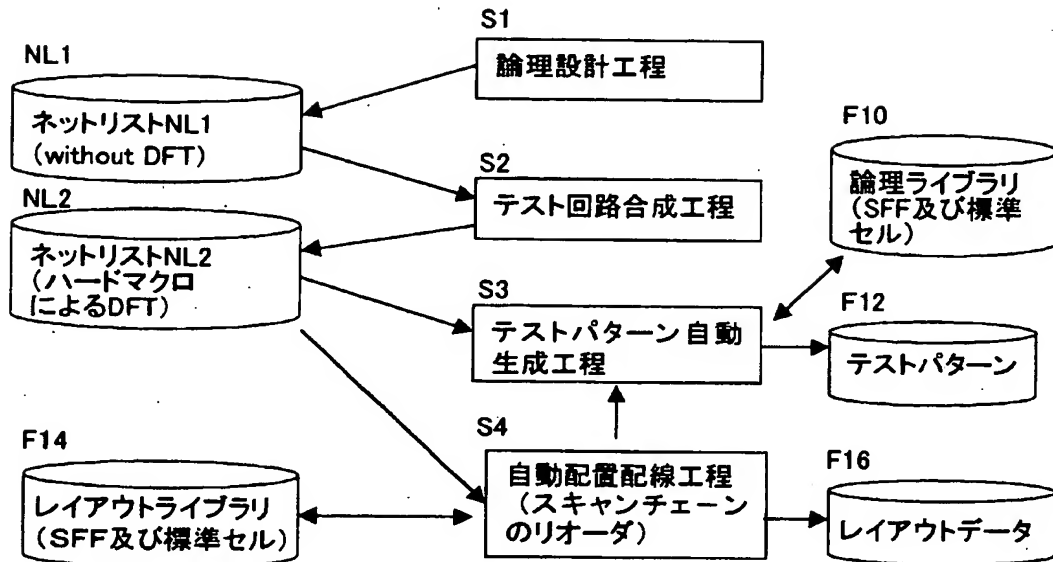 S1
論理設計工程
NL1
ネットリストNL1
(without DFT)
S2
テスト回路合成工程
F10
論理ライブラリ
(SFF及び標準
セル)
NL2
ネットリストNL2
(ハードマクロ
によるDFT)
S3
テストパターン自動
生成工程
F12
テストパターン
S4
自動配置配線工程
(スキャンチェーン
のリオーダ)
F14
レイアウトライブラリ
(SFF及び標準セル)
F16
レイアウトデータ